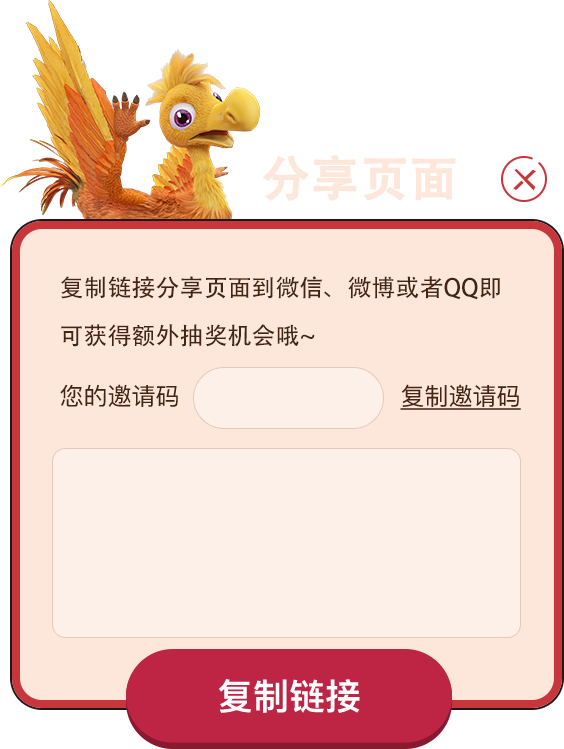 分享页面
复制链接分享页面到微信、微博或者QQ即
可获得额外抽奖机会哦~
您的邀请码 复制邀请码
复制链接